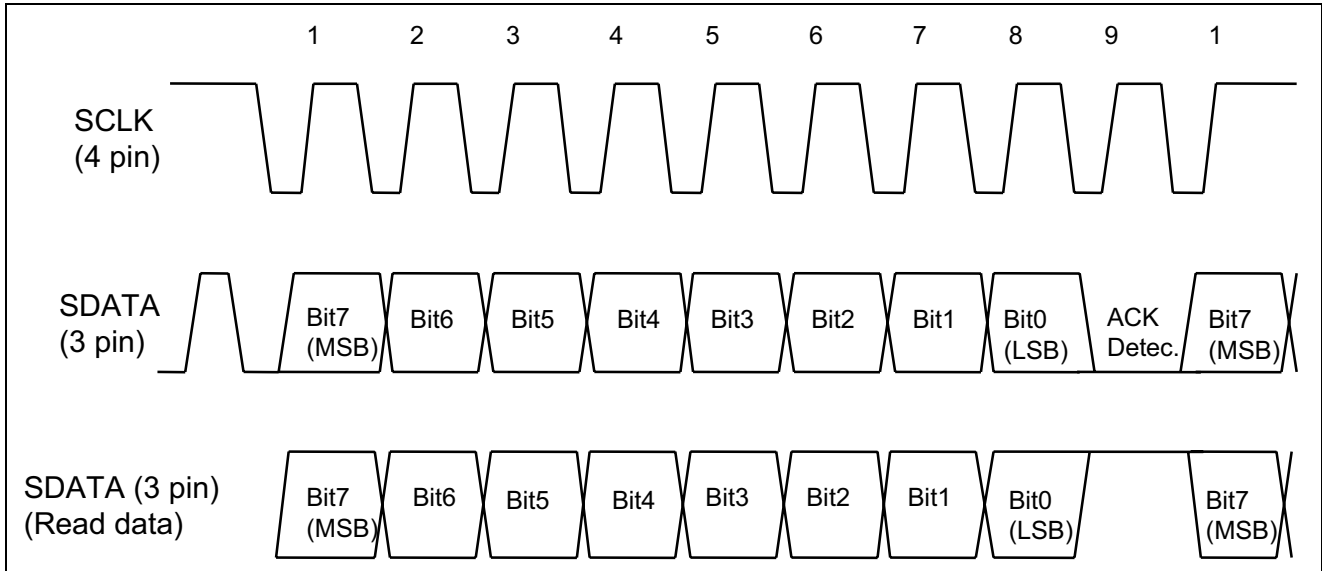 1 2 3 4 5 6 7 8 9 1
SCLK
(4 pin)
SDATA
(3 pin)
Bit7 Bit6 Bit5 Bit4 Bit3 Bit2 Bit1 Bit0 ACK Bit7
(MSB) (LSB) Detec. (MSB)
SDATA (3 pin)
(Read data)
Bit7 Bit6 Bit5 Bit4 Bit3 Bit2 Bit1 Bit0 Bit7
(MSB) (LSB) (MSB)